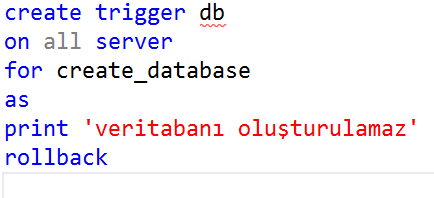 create trigger db
on all server
for create_database
as
print 'veritabanı oluşturulamaz'
rollback